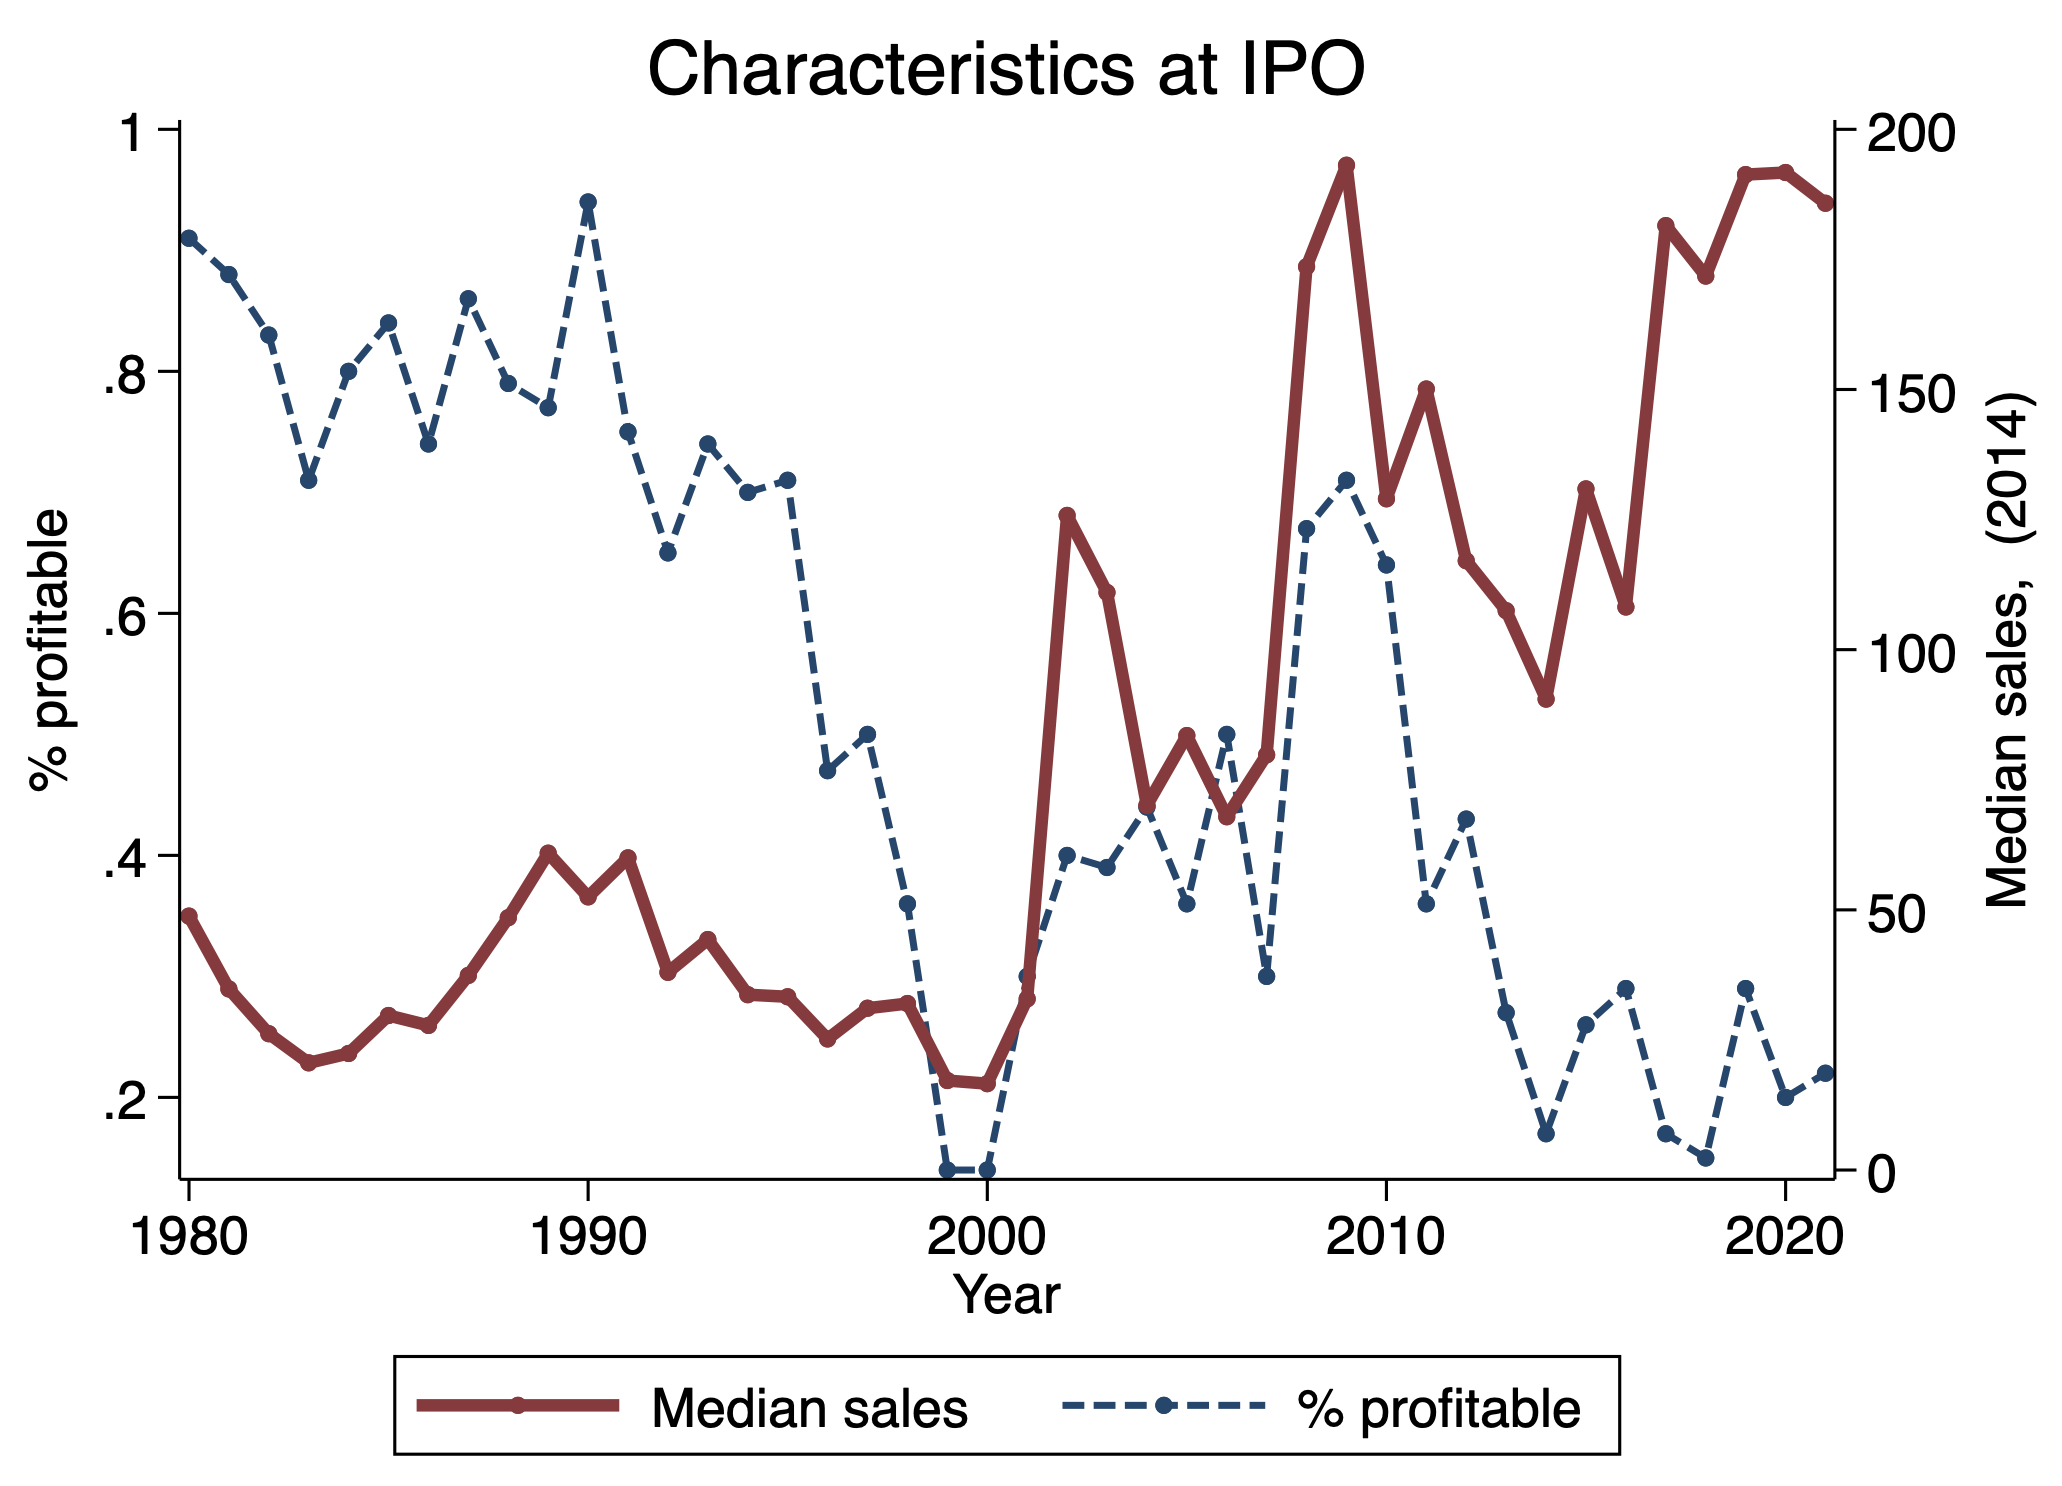 Characteristics at IPO
1
.8
.6
.4
.2
% profitable
200
150
100
50
0
Median sales, (2014)
1980 1990 2000 2010 2020
Year
Median sales % profitable